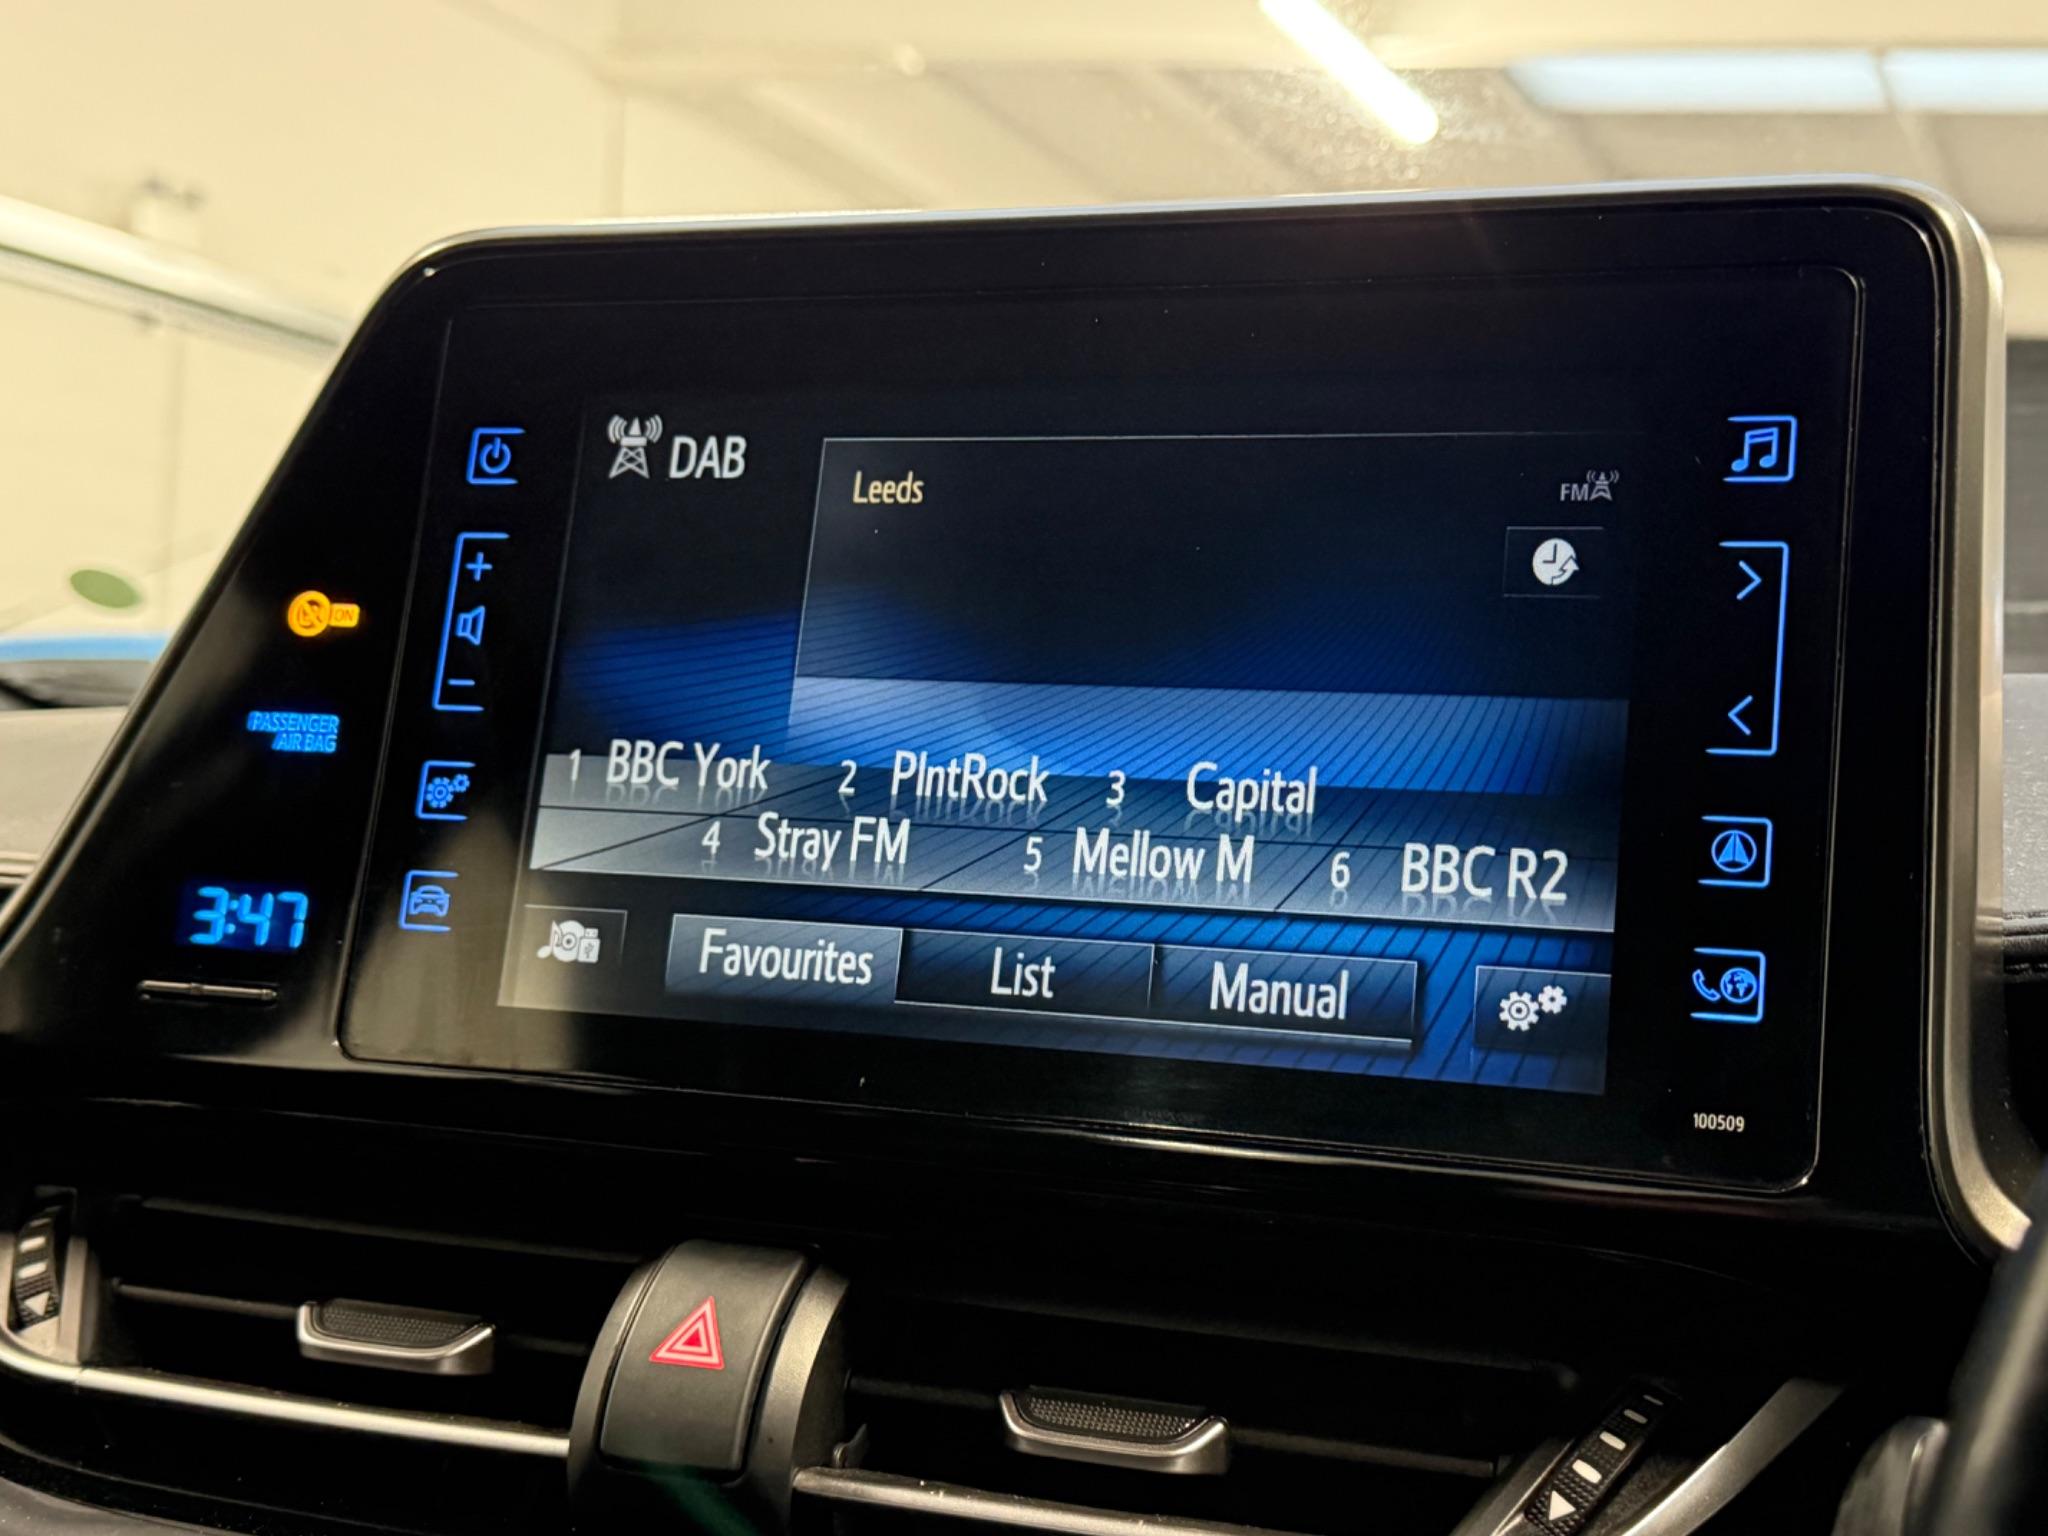 DAB
Leeds
FM
ON
PASSENGER
AIR BAG
1 BBC York 2 PlntRock 3 Capital
4 Stray FM 5 Mellow M 6 BBC R2
3:47
Favourites List Manual
100509